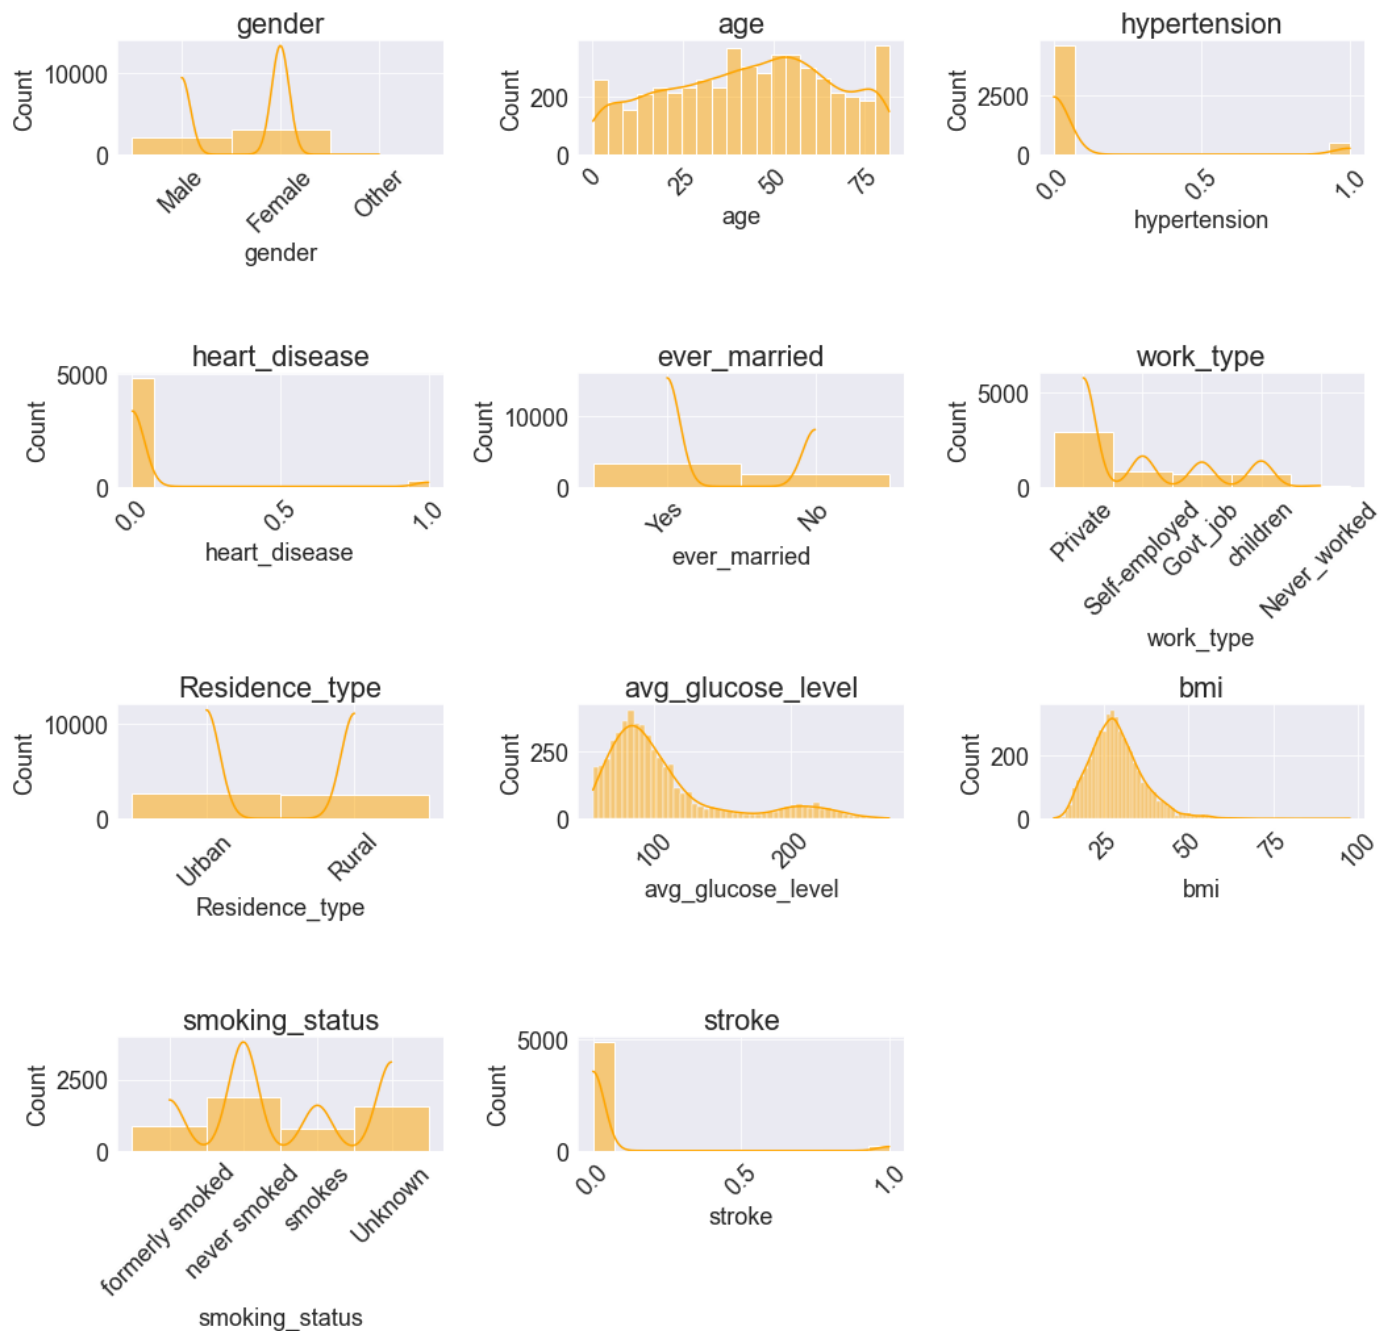 gender
Count
10000
0
Male
Female
Other
gender
age
Count
200
0
0
25
50
75
age
hypertension
Count
2500
0
0.0
0.5
1.0
hypertension
heart_disease
Count
5000
0
0.0
0.5
1.0
heart_disease
ever_married
Count
10000
0
Yes
No
ever_married
work_type
Count
5000
0
Private
Self-employed
Govt_job
children
Never_worked
work_type
Residence_type
Count
10000
0
Urban
Rural
Residence_type
avg_glucose_level
Count
250
0
100
200
avg_glucose_level
bmi
Count
200
0
25
50
75
100
bmi
smoking_status
Count
2500
0
formerly smoked
never smoked
smokes
Unknown
smoking_status
stroke
Count
5000
0
0.0
0.5
1.0
stroke